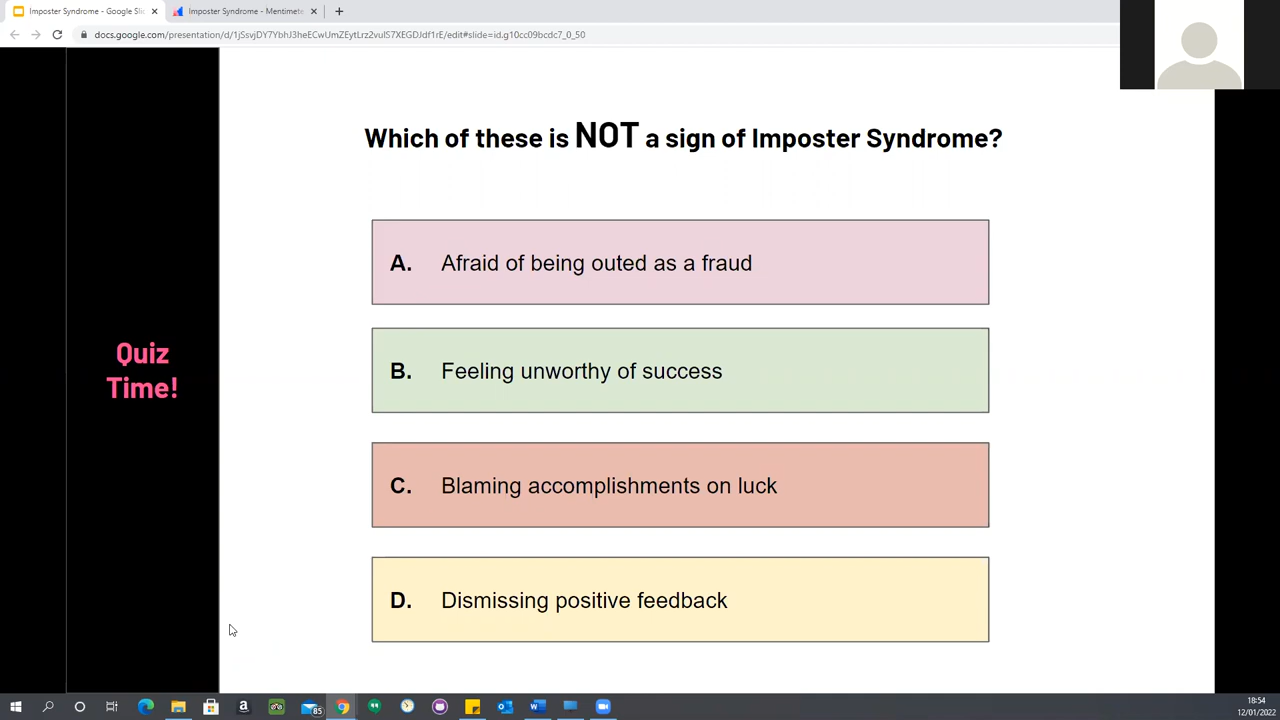 Imposter Syndrome - Google Slid
Imposter Syndrome - Mentimete
docs.google.com/presentation/d/1jSsvjDY7YbhJ3heECwUmZEytLrz2vulS7XEGDJdf1rE/edit#slide=id.g10cc09bcdc7_0_50
Which of these is NOT a sign of Imposter Syndrome?
A. Afraid of being outed as a fraud
B. Feeling unworthy of success
Quiz
Time!
C. Blaming accomplishments on luck
D. Dismissing positive feedback
85
18:54
12/01/2022